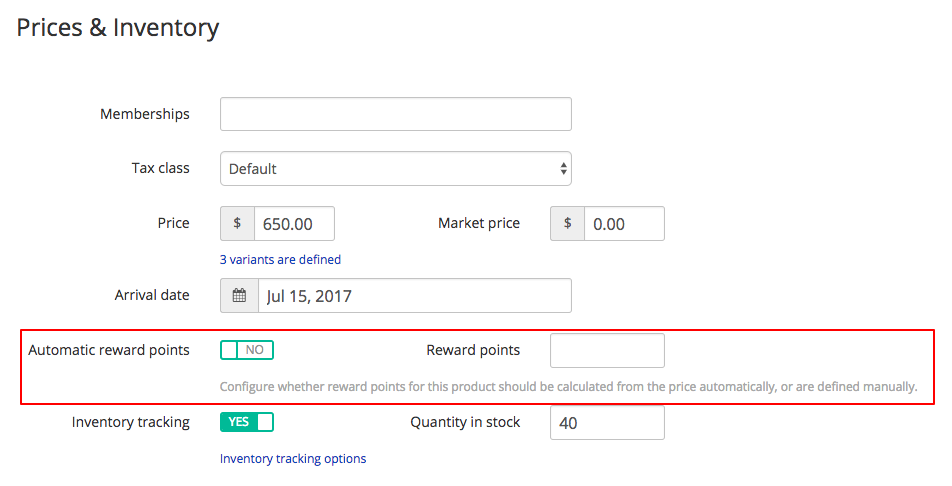 Prices & Inventory
Memberships
Tax class Default
Price $ 650.00 Market price $ 0.00
3 variants are defined
Arrival date Jul 15, 2017
Automatic reward points NO Reward points
Configure whether reward points for this product should be calculated from the price automatically, or are defined manually.
Inventory tracking YES Quantity in stock 40
Inventory tracking options